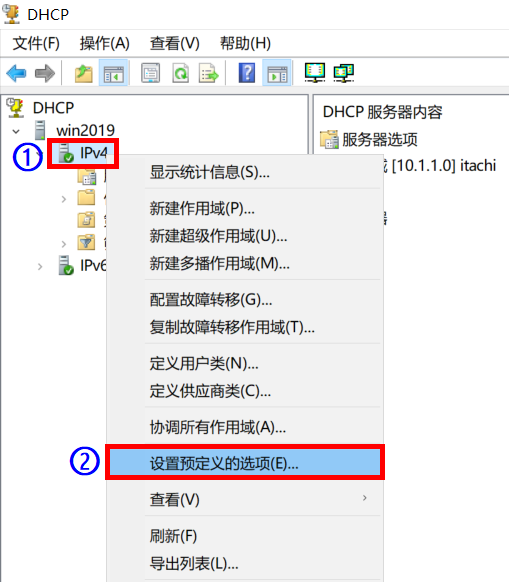 DHCP
文件(F) 操作(A) 查看(V) 帮助(H)
DHCP
win2019
① IPv4
IPv6
DHCP 服务器内容
服务器选项
[10.1.1.0] itachi
显示统计信息(S)...
新建作用域(P)...
新建超级作用域(U)...
新建多播作用域(M)...
配置故障转移(G)...
复制故障转移作用域(T)...
定义用户类(N)...
定义供应商类(C)...
协调所有作用域(A)...
② 设置预定义的选项(E)...
查看(V)
刷新(F)
导出列表(L)...